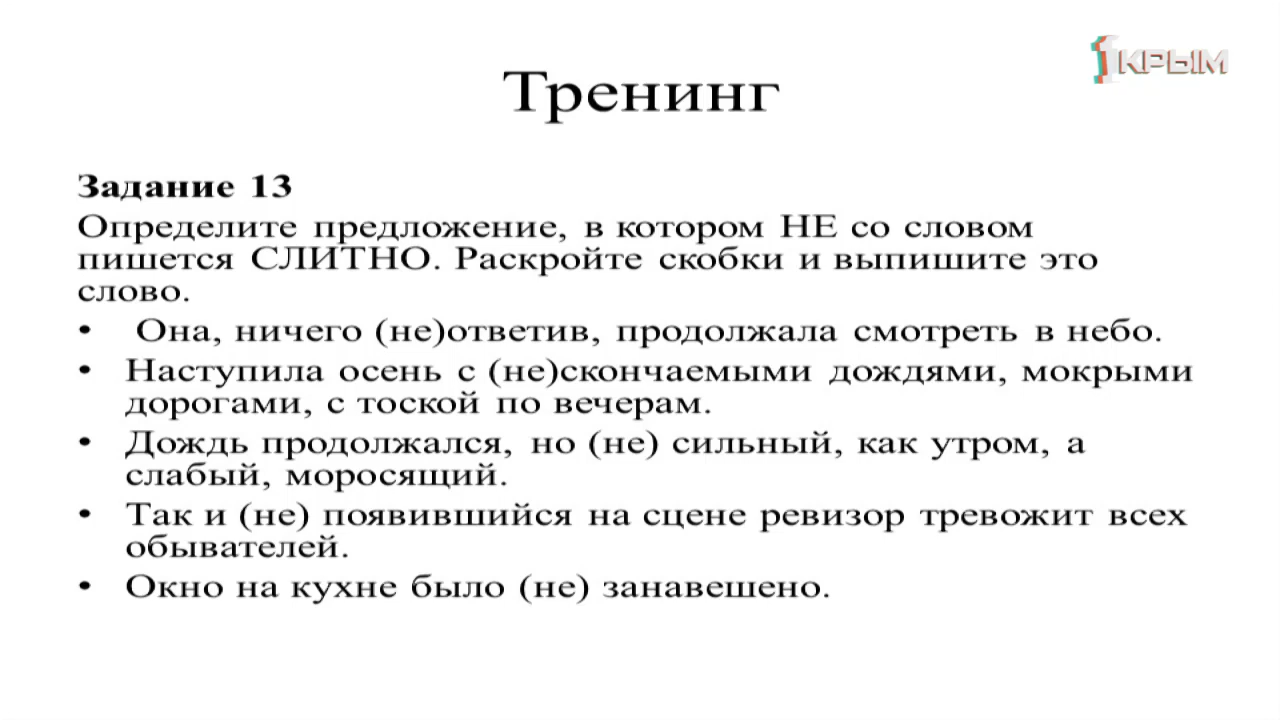 1КРЫМ
Тренинг
Задание 13
Определите предложение, в котором НЕ со словом
пишется СЛИТНО. Раскройте скобки и выпишите это
слово.
• Она, ничего (не)ответив, продолжала смотреть в небо.
• Наступила осень с (не)скончаемыми дождями, мокрыми
дорогами, с тоской по вечерам.
• Дождь продолжался, но (не) сильный, как утром, а
слабый, моросящий.
• Так и (не) появившийся на сцене ревизор тревожит всех
обывателей.
• Окно на кухне было (не) занавешено.